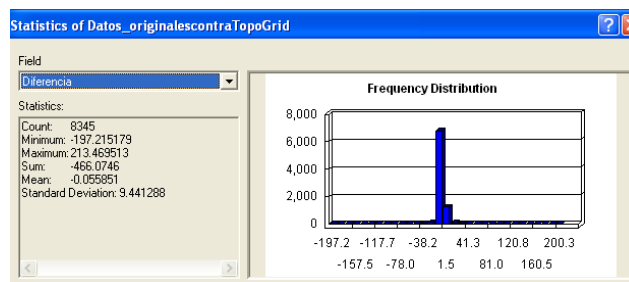 Statistics of Datos_originalescontraTopoGrid
Field
Diferencia
Statistics:
Count: 8345
Minimum: -197.215179
Maximum: 213.469513
Sum: -466.0746
Mean: -0.055851
Standard Deviation: 9.441288
Frequency Distribution
8,000
6,000
4,000
2,000
0
-197.2 -117.7 -38.2 41.3 120.8 200.3
-157.5 -78.0 1.5 81.0 160.5